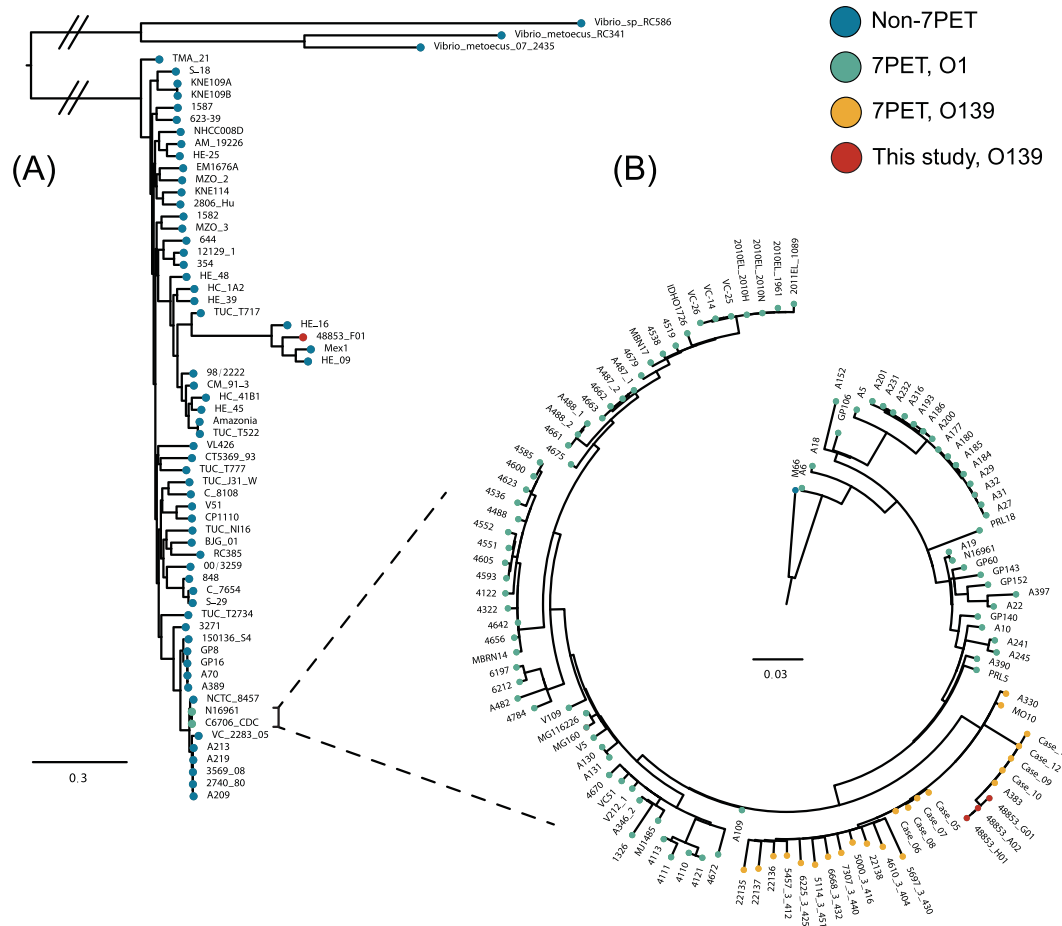 Non-7PET
7PET, O1
7PET, O139
This study, O139
(A)
Vibrio_sp_RC586
Vibrio_metoecus_RC341
Vibrio_metoecus_07_2435
TMA_21
S-18
KNE109A
KNE109B
1587
623-39
NHCC008D
AM_19226
HE-25
EM1676A
MZO_2
KNE114
2806_Hu
1582
MZO_3
644
12129_1
354
HE_48
HC_1A2
HE_39
TUC_T717
HE_16
48853_F01
Mex1
HE_09
98/2222
CM_91_3
HC_41B1
HE_45
Amazonia
TUC_T522
VL426
CT5369_93
TUC_T777
TUC_J31_W
C_8108
V51
CP1110
TUC_NI16
BJG_01
RC385
00/3259
848
C_7654
S-29
TUC_T2734
3271
150136_S4
GP8
GP16
A70
A389
NCTC_8457
N16961
C6706_CDC
VC_2283_05
A213
A219
3569_08
2740_80
A209
0.3
(B)
M66
A6
A18
A152
GP106
A5
A201
A231
A232
A316
A193
A186
A200
A177
A180
A185
A184
A29
A32
A31
A27
PRL18
A19
N16961
GP60
GP143
GP152
A397
A22
GP140
A10
A241
A245
A390
PRL5
A330
MO10
Case_12
Case_09
Case_10
A383
48853_G01
48853_A02
48853_H01
Case_05
Case_07
Case_08
Case_06
5697_3_430
4610_3_404
22138
5000_3_416
7307_3_440
6668_3_432
5114_3_451
6225_3_425
5457_3_412
22136
22137
22135
A109
4672
4121
4110
4111
4113
MJ1485
1326
A346_2
V212_1
VC51
4670
A131
A130
V5
MG160
MG116226
V109
4784
A482
6212
6197
MBRN14
4656
4642
4322
4122
4593
4605
4551
4552
4488
4536
4623
4600
4585
4675
4661
A488_2
A488_1
4663
4662
A487_2
A487_1
4679
MBN17
4538
4519
IDHO1726
VC-26
VC-14
VC-25
2010EL_2010H
2010EL_2010N
2010EL_1961
2011EL_1089
0.03